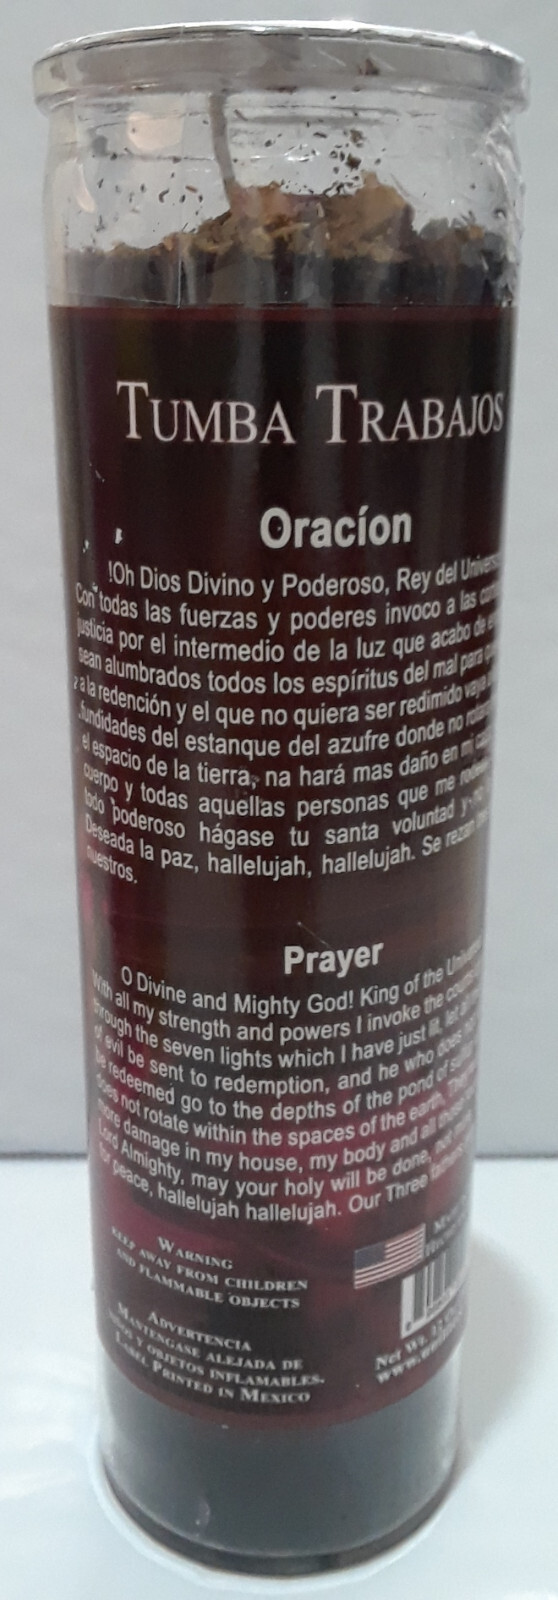 TUMBA TRABAJOS
Oracíon
!Oh Dios Divino y Poderoso, Rey del Universo
Con todas las fuerzas y poderes invoco a las
justicia por el intermedio de la luz que acabo de
sean alumbrados todos los espíritus del mal para
a la redención y el que no quiera ser redimido vaya
fundidades del estanque del azufre donde no
el espacio de la tierra, na hará mas daño en mi
cuerpo y todas aquellas personas que me
todo poderoso hágase tu santa voluntad y
Deseada la paz, hallelujah, hallelujah. Se rezan
nuestros.
Prayer
O Divine and Mighty God! King of the Universe
With all my strength and powers I invoke the
through the seven lights which I have just lit, let
of evil be sent to redemption, and he who does
be redeemed go to the depths of the pond of
does not rotate within the spaces of the earth.
more damage in my house, my body and all
Lord Almighty, may your holy will be done,
for peace, hallelujah hallelujah. Our Three
WARNING
KEEP AWAY FROM CHILDREN
AND FLAMMABLE OBJECTS
ADVERTENCIA
MANTENGASE ALEJADA DE
Y OBJETOS INFLAMABLES.
LABEL PRINTED IN MEXICO
Net Wt.
www.